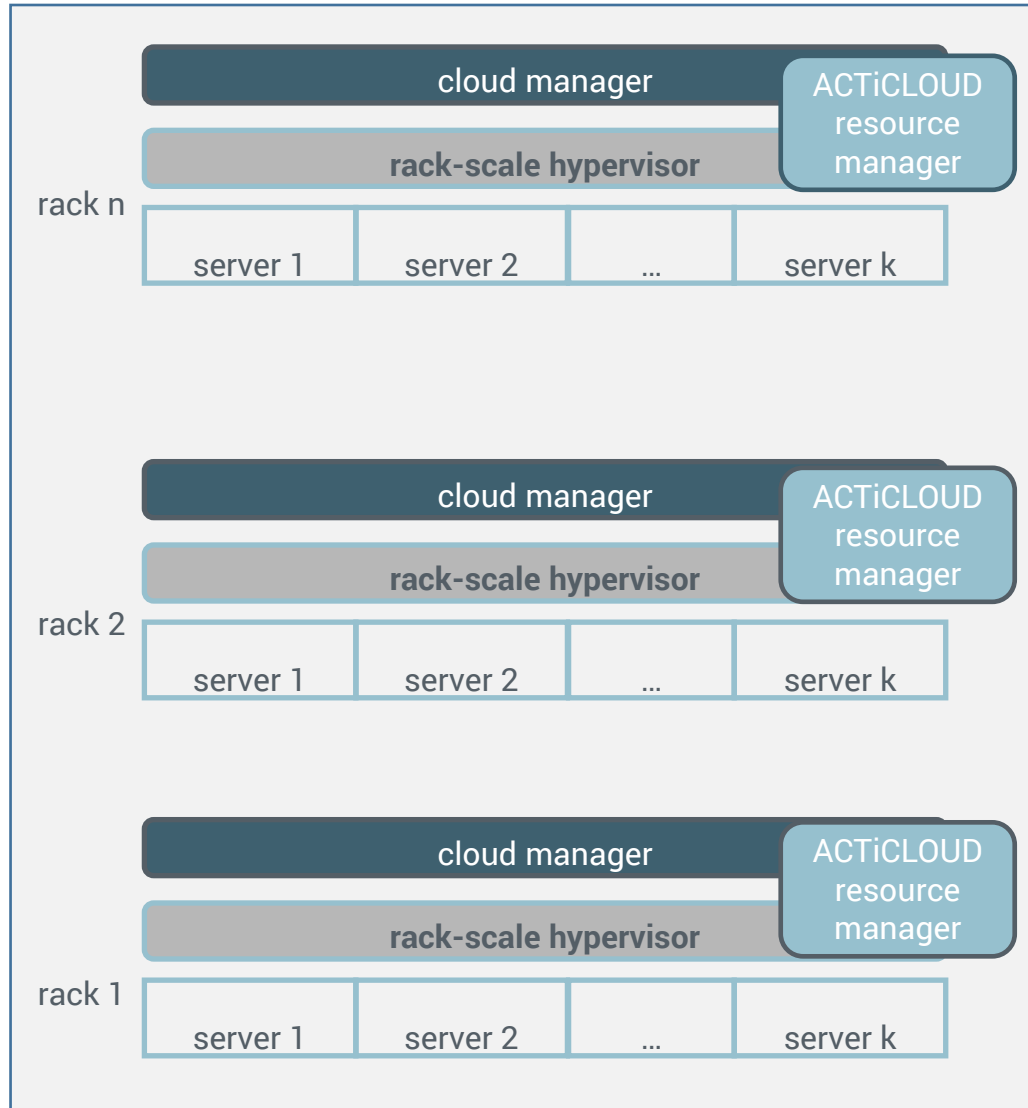 cloud manager
ACTiCLOUD
resource
manager
rack-scale hypervisor
rack n
server 1
server 2
...
server k
cloud manager
ACTiCLOUD
resource
manager
rack-scale hypervisor
rack 2
server 1
server 2
...
server k
cloud manager
ACTiCLOUD
resource
manager
rack-scale hypervisor
rack 1
server 1
server 2
...
server k